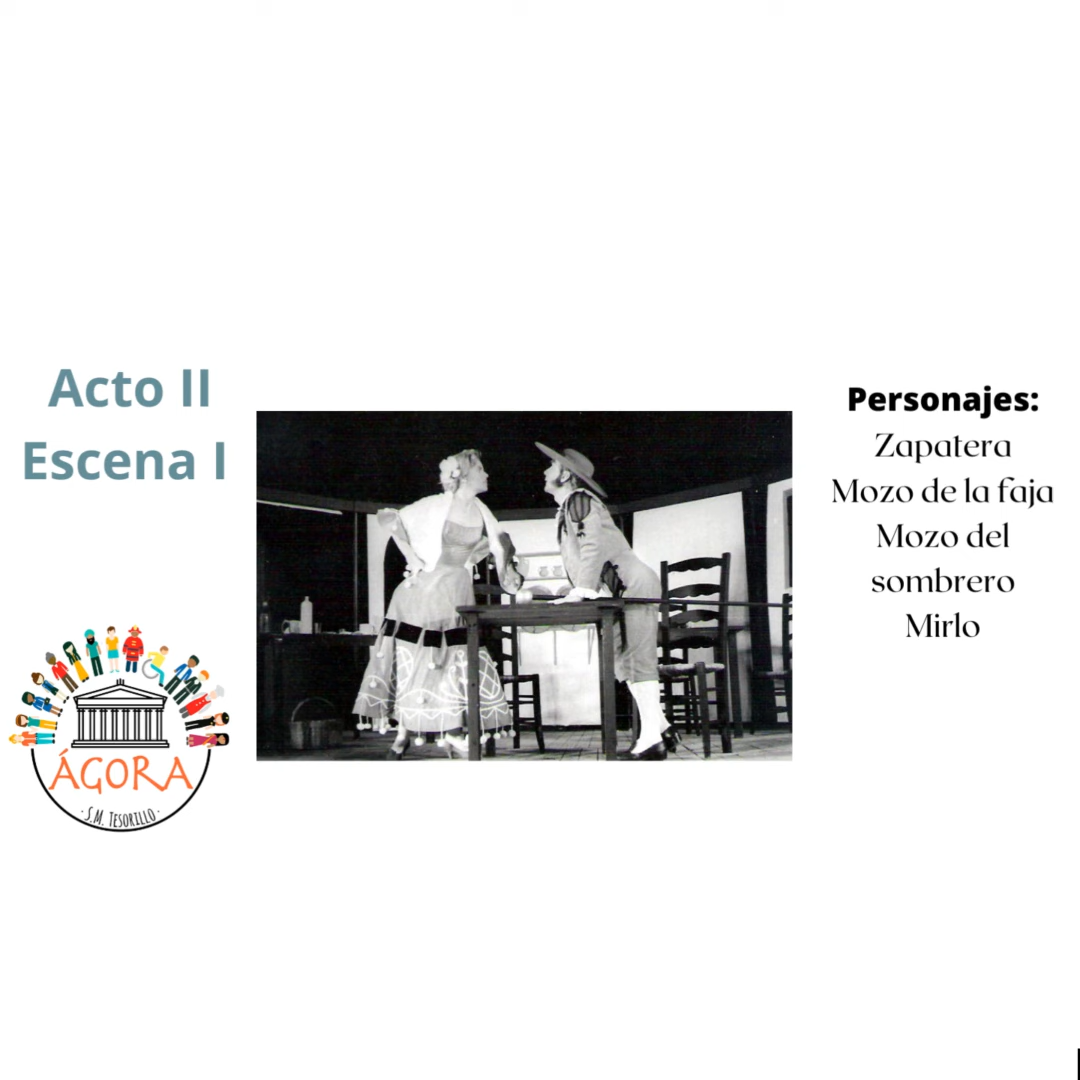 Acto II
Escena I
Personajes:
Zapatera
Mozo de la faja
Mozo del
sombrero
Mirlo
ÁGORA
· S.M. TESORILLO ·